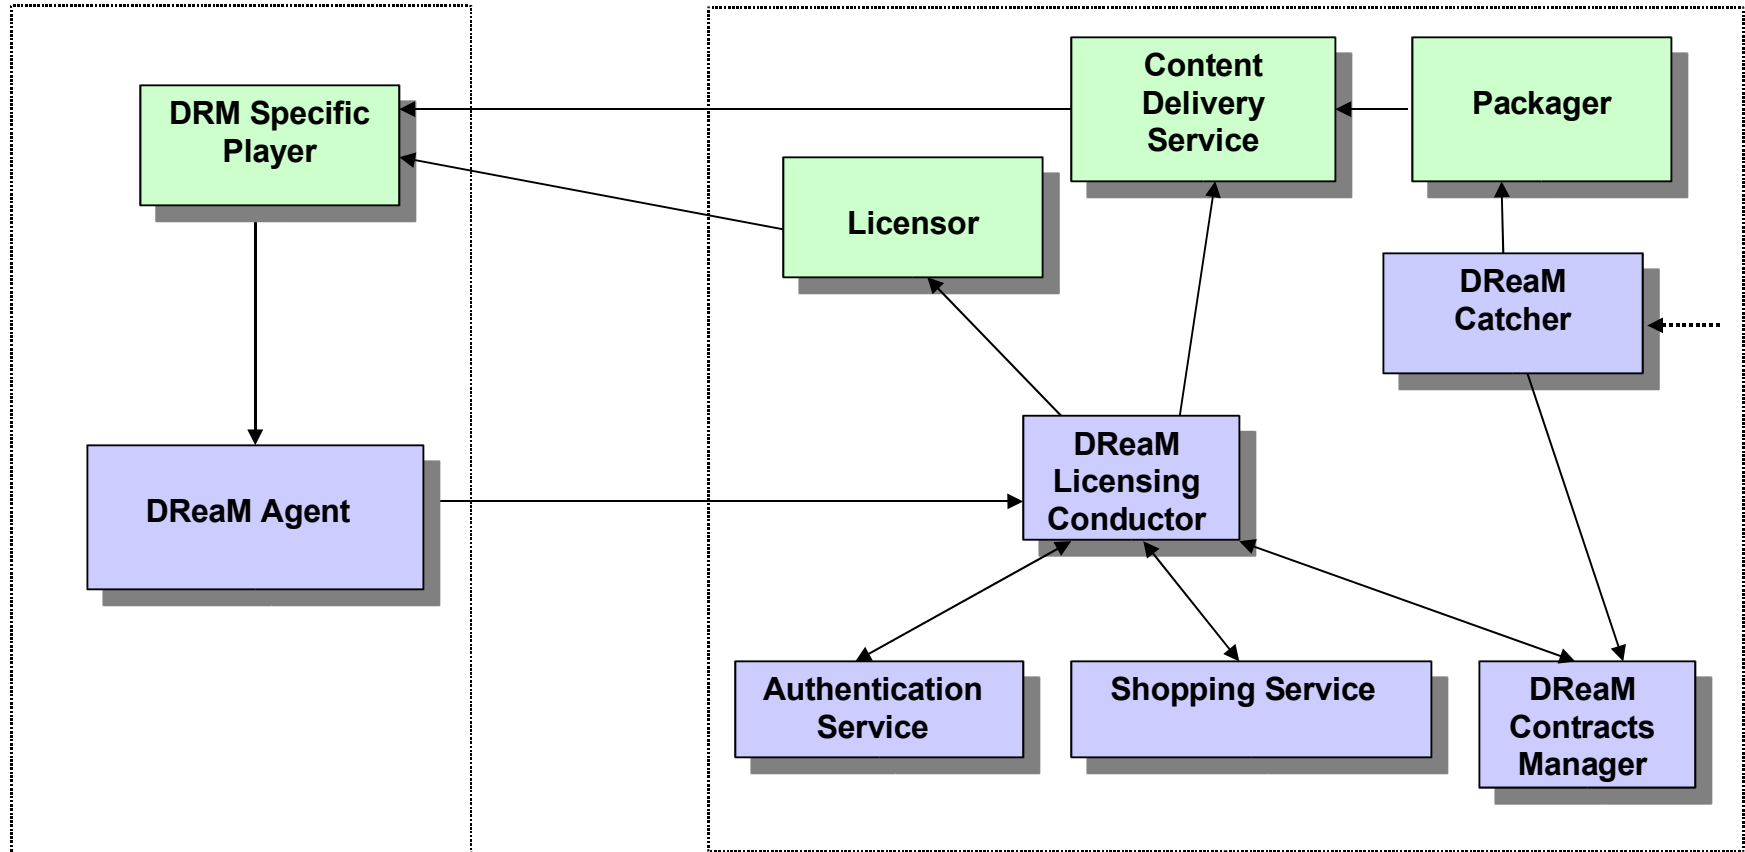 Content
Delivery
Service
Packager
DRM Specific
Player
Licensor
DReaM
Catcher
DReaM
Licensing
Conductor
DReaM Agent
Authentication
Service
Shopping Service
DReaM
Contracts
Manager